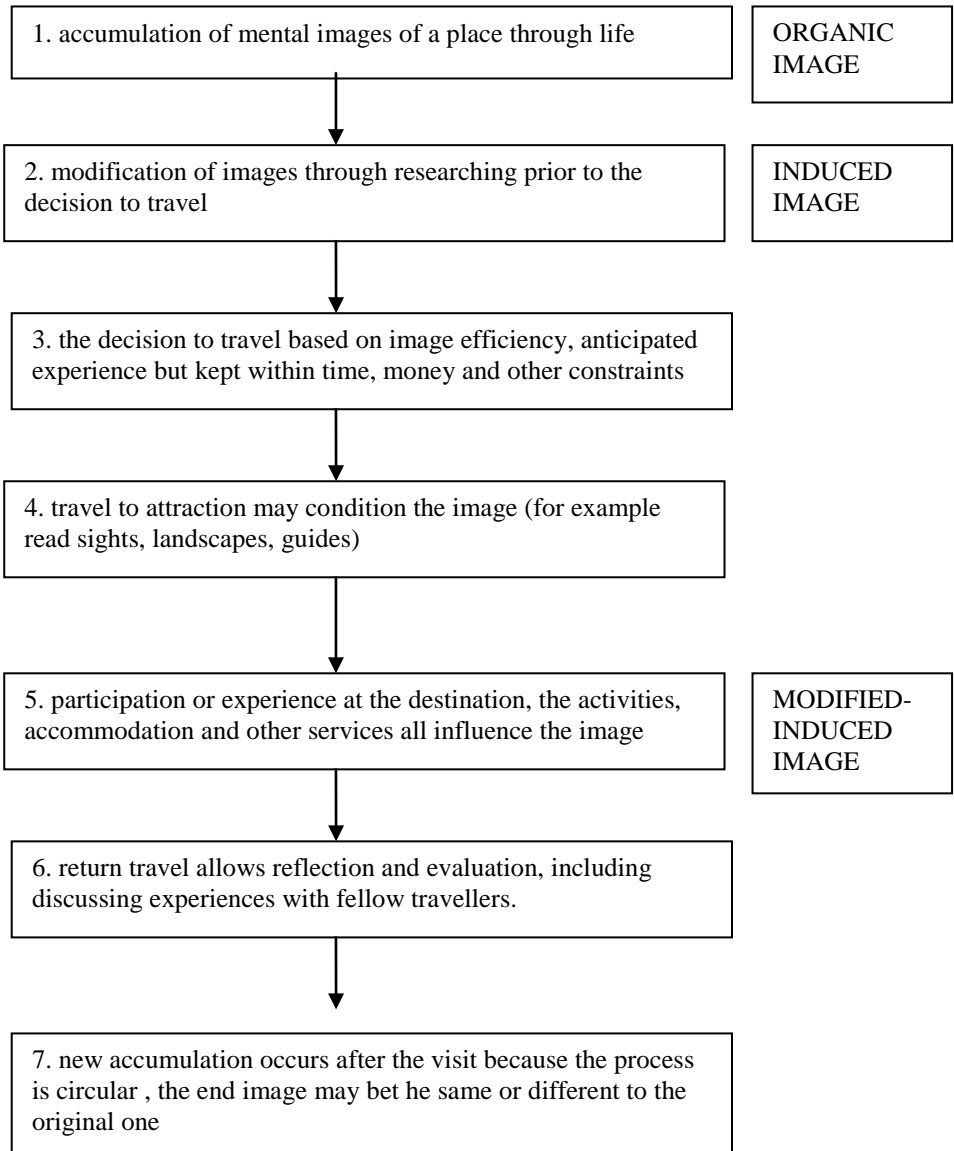 1. accumulation of mental images of a place through life
ORGANIC
IMAGE
2. modification of images through researching prior to the
decision to travel
INDUCED
IMAGE
3. the decision to travel based on image efficiency, anticipated
experience but kept within time, money and other constraints
4. travel to attraction may condition the image (for example
read sights, landscapes, guides)
5. participation or experience at the destination, the activities,
accommodation and other services all influence the image
MODIFIED-
INDUCED
IMAGE
6. return travel allows reflection and evaluation, including
discussing experiences with fellow travellers.
7. new accumulation occurs after the visit because the process
is circular , the end image may bet he same or different to the
original one